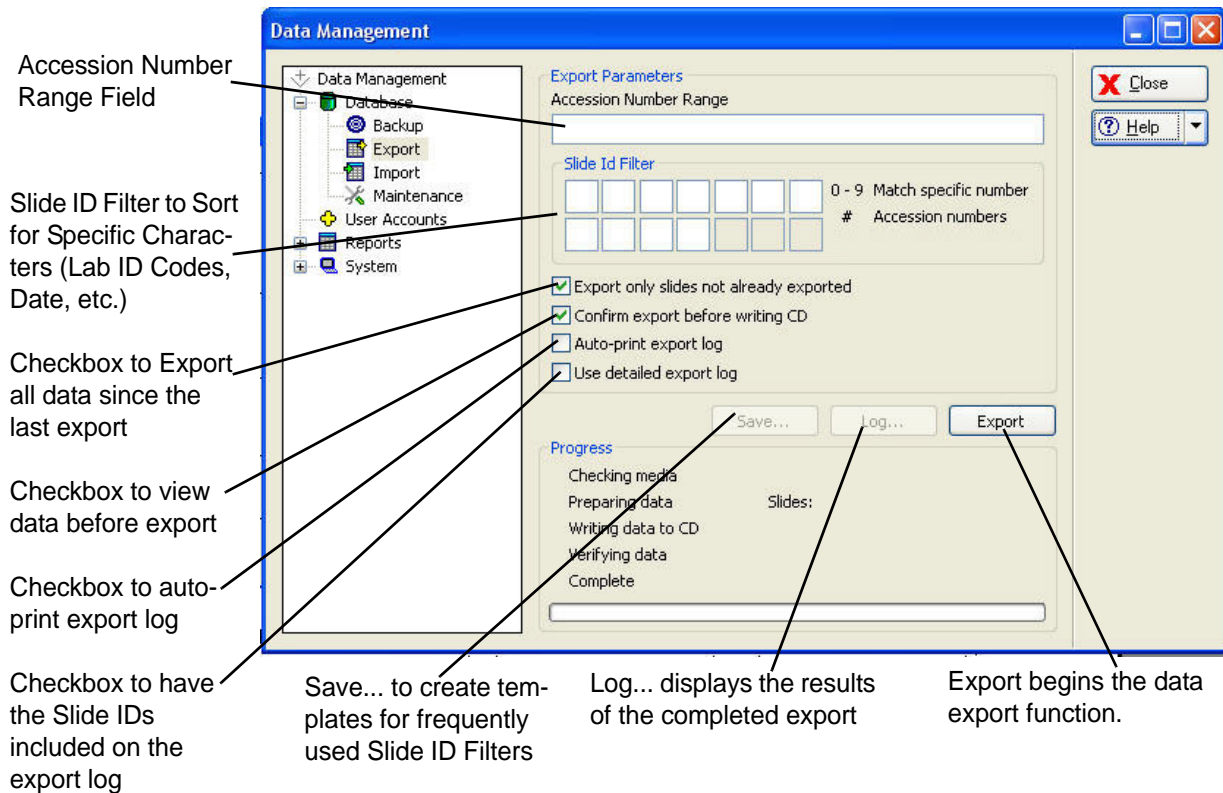 Data Management
Accession Number
Range Field
Slide ID Filter to Sort
for Specific Charac-
ters (Lab ID Codes,
Date, etc.)
Checkbox to Export
all data since the
last export
Checkbox to view
data before export
Checkbox to auto-
print export log
Checkbox to have
the Slide IDs
included on the
export log
Data Management
Database
Backup
Export
Import
Maintenance
User Accounts
Reports
System
Export Parameters
Accession Number Range
Slide Id Filter
0 - 9 Match specific number
# Accession numbers
Export only slides not already exported
Confirm export before writing CD
Auto-print export log
Use detailed export log
Save...
Log...
Export
Progress
Checking media
Preparing data Slides:
Writing data to CD
Verifying data
Complete
Close
Help
Save... to create tem-
plates for frequently
used Slide ID Filters
Log... displays the results
of the completed export
Export begins the data
export function.